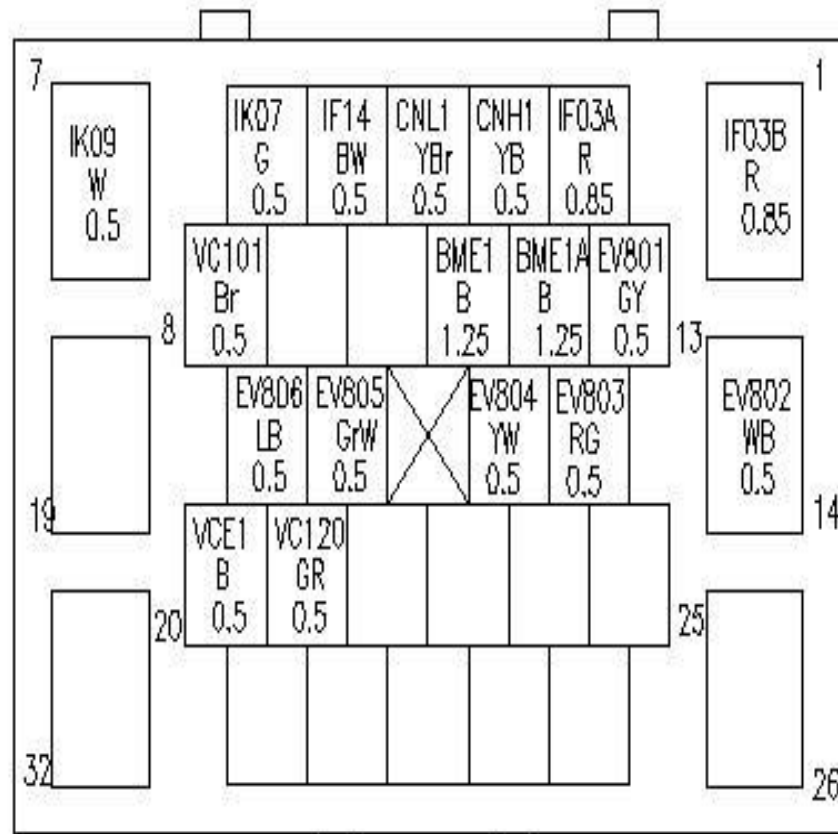 7 1
IK09
W
0.5
IK07
G
0.5
IF14
BW
0.5
CNL1
YBr
0.5
CNH1
YB
0.5
IF03A
R
0.85
IF03B
R
0.85
8
VC101
Br
0.5
BME1
B
1.25
BME1A
B
1.25
EV801
GY
0.5
13
19
EV806
LB
0.5
EV805
GrW
0.5
EV804
YW
0.5
EV803
RG
0.5
EV802
WB
0.5
14
20
VCE1
B
0.5
VC120
GR
0.5
25
32 26